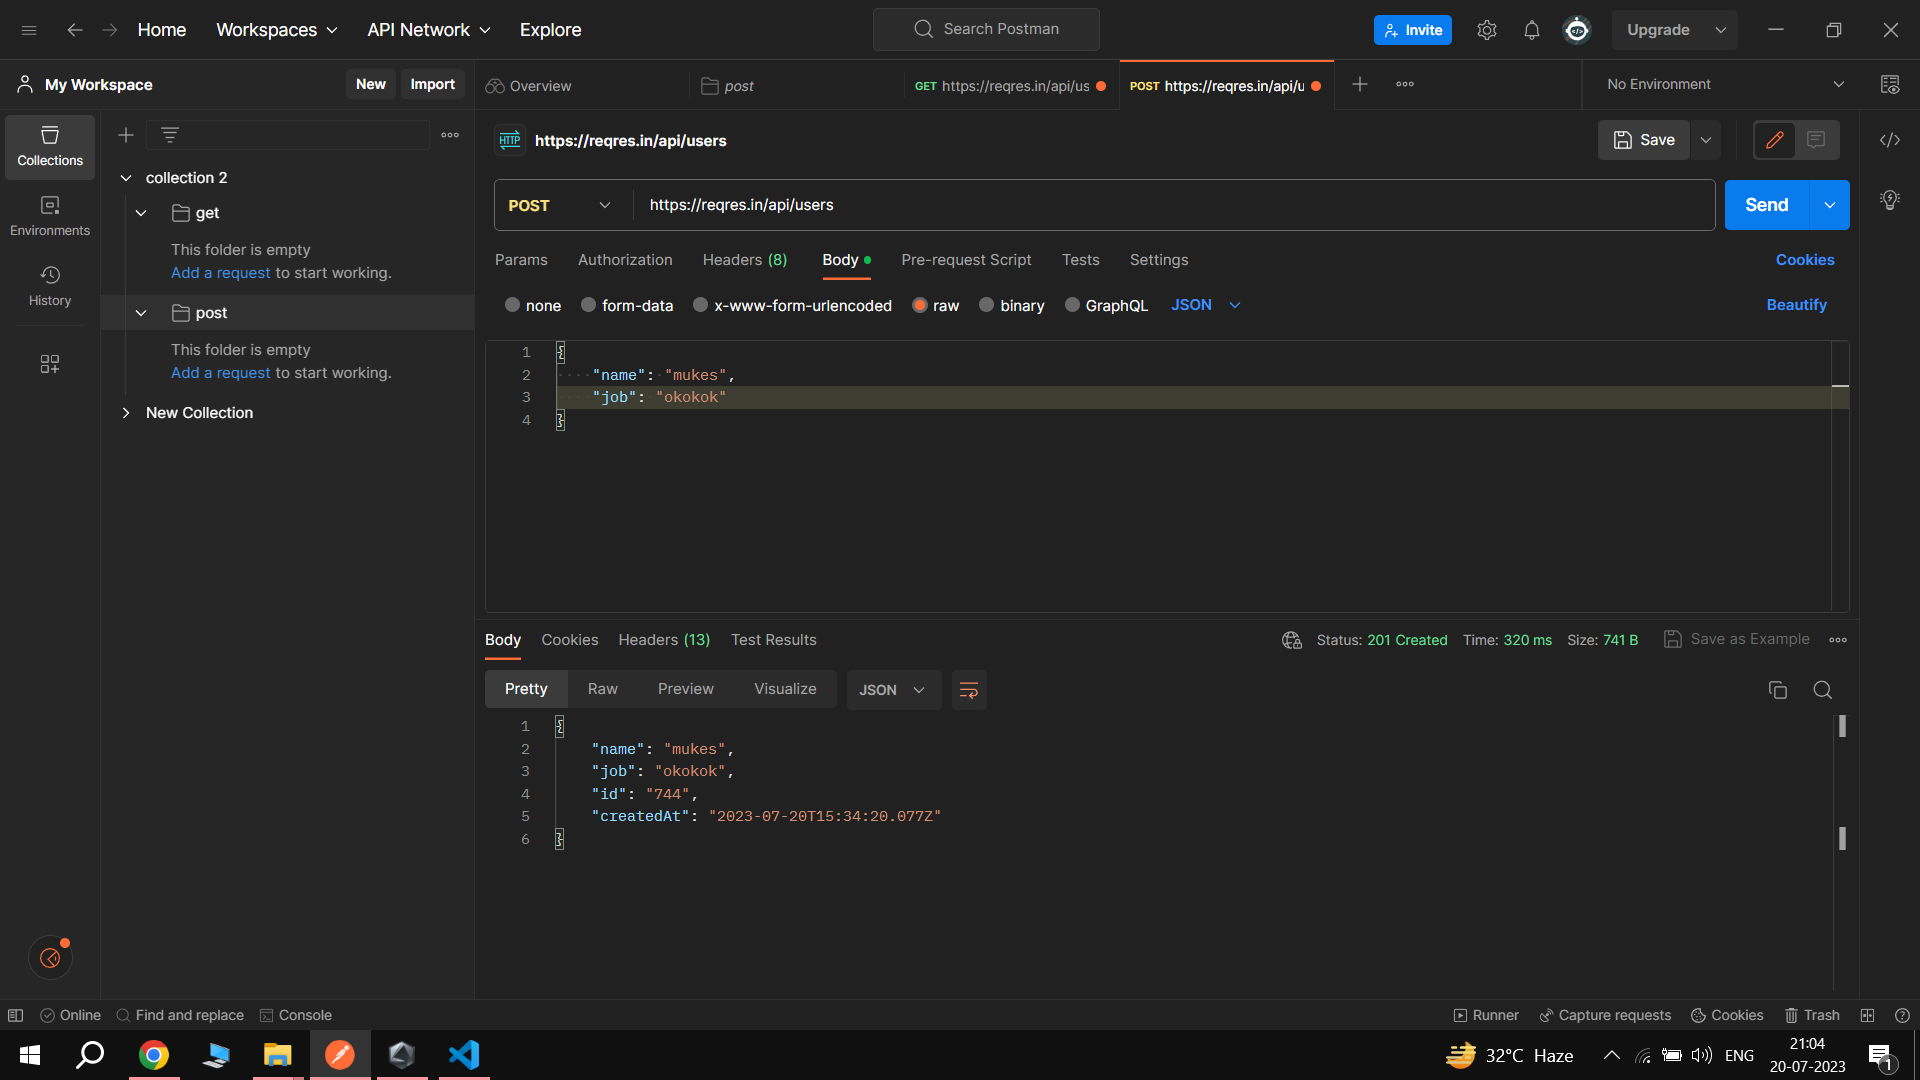 Home Workspaces API Network Explore Search Postman Invite Upgrade
My Workspace New Import Overview post GET https://reqres.in/api/us POST https://reqres.in/api/u No Environment
HTTP https://reqres.in/api/users Save
Collections
collection 2
get
This folder is empty
Add a request to start working.
post
This folder is empty
Add a request to start working.
New Collection
Environments
History
POST https://reqres.in/api/users Send
Params Authorization Headers (8) Body Pre-request Script Tests Settings Cookies
none form-data x-www-form-urlencoded raw binary GraphQL JSON Beautify
1 {
2 "name": "mukes",
3 "job": "okokok"
4 }
Body Cookies Headers (13) Test Results Status: 201 Created Time: 320 ms Size: 741 B Save as Example
Pretty Raw Preview Visualize JSON
1 {
2 "name": "mukes",
3 "job": "okokok",
4 "id": "744",
5 "createdAt": "2023-07-20T15:34:20.077Z"
6 }
Online Find and replace Console Runner Capture requests Cookies Trash
32°C Haze ENG 21:04
20-07-2023 1